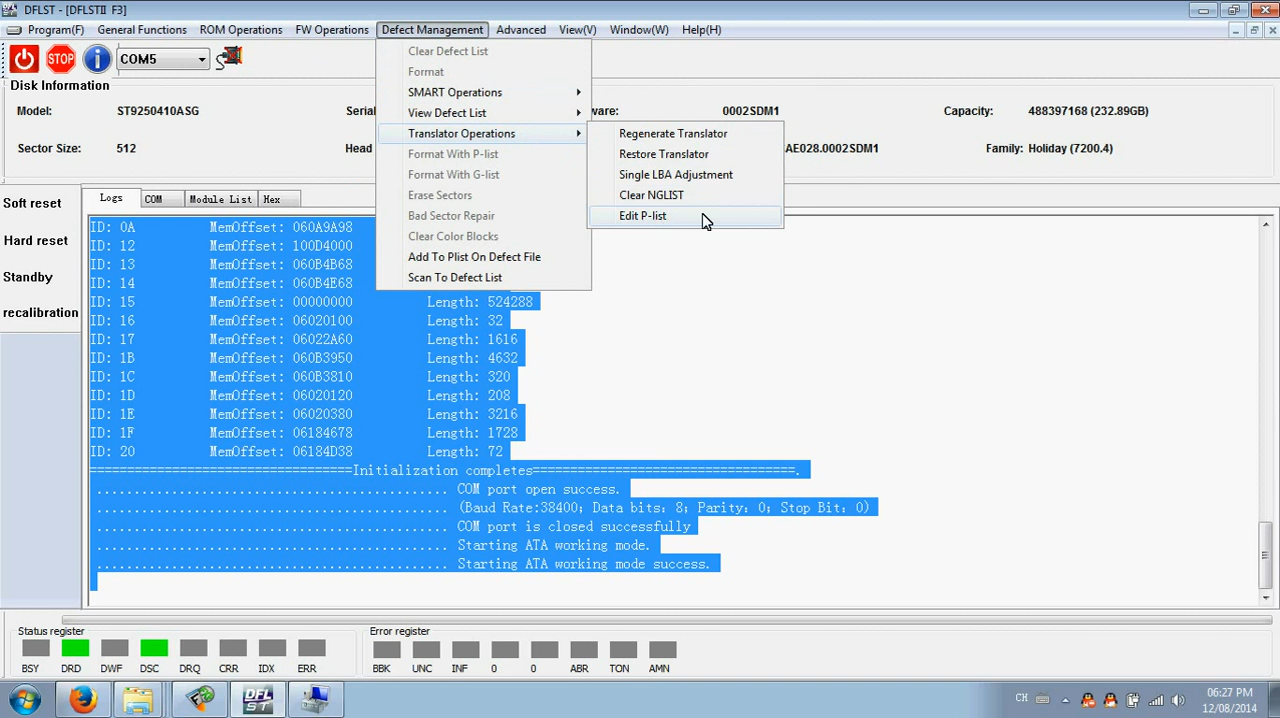 DFLST - [DFLSTⅡ F3]
Program(F) General Functions ROM Operations FW Operations Defect Management Advanced View(V) Window(W) Help(H)
STOP COM5
Clear Defect List
Format
SMART Operations
View Defect List
Translator Operations
Format With P-list
Format With G-list
Erase Sectors
Bad Sector Repair
Clear Color Blocks
Add To Plist On Defect File
Scan To Defect List
Regenerate Translator
Restore Translator
Single LBA Adjustment
Clear NGLIST
Edit P-list
Disk Information
Model: ST9250410ASG Serial ware: 0002SDM1 Capacity: 488397168 (232.89GB)
Sector Size: 512 Head AE028.0002SDM1 Family: Holiday (7200.4)
Soft reset
Hard reset
Standby
recalibration
Logs COM Module List Hex
ID: 0A MemOffset: 060A9A98
ID: 12 MemOffset: 100D4000
ID: 13 MemOffset: 060B4B68
ID: 14 MemOffset: 060B4E68
ID: 15 MemOffset: 00000000 Length: 524288
ID: 16 MemOffset: 06020100 Length: 32
ID: 17 MemOffset: 06022A60 Length: 1616
ID: 1B MemOffset: 060B3950 Length: 4632
ID: 1C MemOffset: 060B3810 Length: 320
ID: 1D MemOffset: 06020120 Length: 208
ID: 1E MemOffset: 06020380 Length: 3216
ID: 1F MemOffset: 06184678 Length: 1728
ID: 20 MemOffset: 06184D38 Length: 72
===================================Initialization completes===================================.
............................................... COM port open success.
(Baud Rate:38400; Data bits: 8; Parity: 0; Stop Bit: 0)
............................................... COM port is closed successfully
............................................... Starting ATA working mode.
............................................... Starting ATA working mode success.
Status register
BSY DRD DWF DSC DRQ CRR IDX ERR
Error register
BBK UNC INF 0 0 ABR TON AMN
DFL ST
CH
06:27 PM
12/08/2014